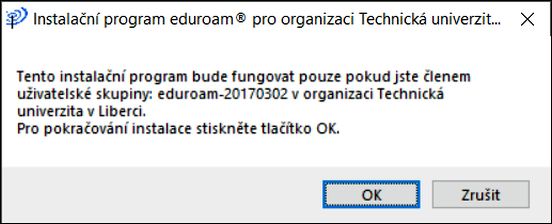 Instalační program eduroam® pro organizaci Technická univerzit...
Tento instalační program bude fungovat pouze pokud jste členem
uživatelské skupiny: eduroam-20170302 v organizaci Technická
univerzita v Liberci.
Pro pokračování instalace stiskněte tlačítko OK.
OK Zrušit